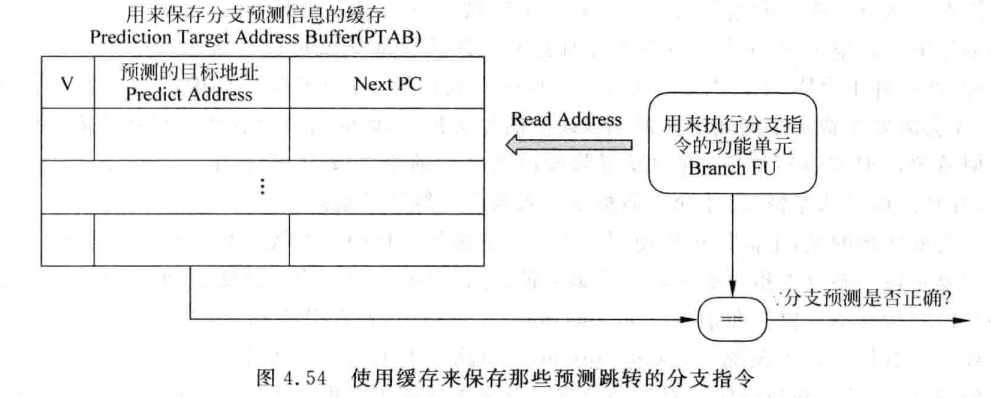 用来保存分支预测信息的缓存
Prediction Target Address Buffer(PTAB)
V
预测的目标地址
Predict Address
Next PC
Read Address
用来执行分支指
令的功能单元
Branch FU
⋮
==
分支预测是否正确?
图 4.54 使用缓存来保存那些预测跳转的分支指令